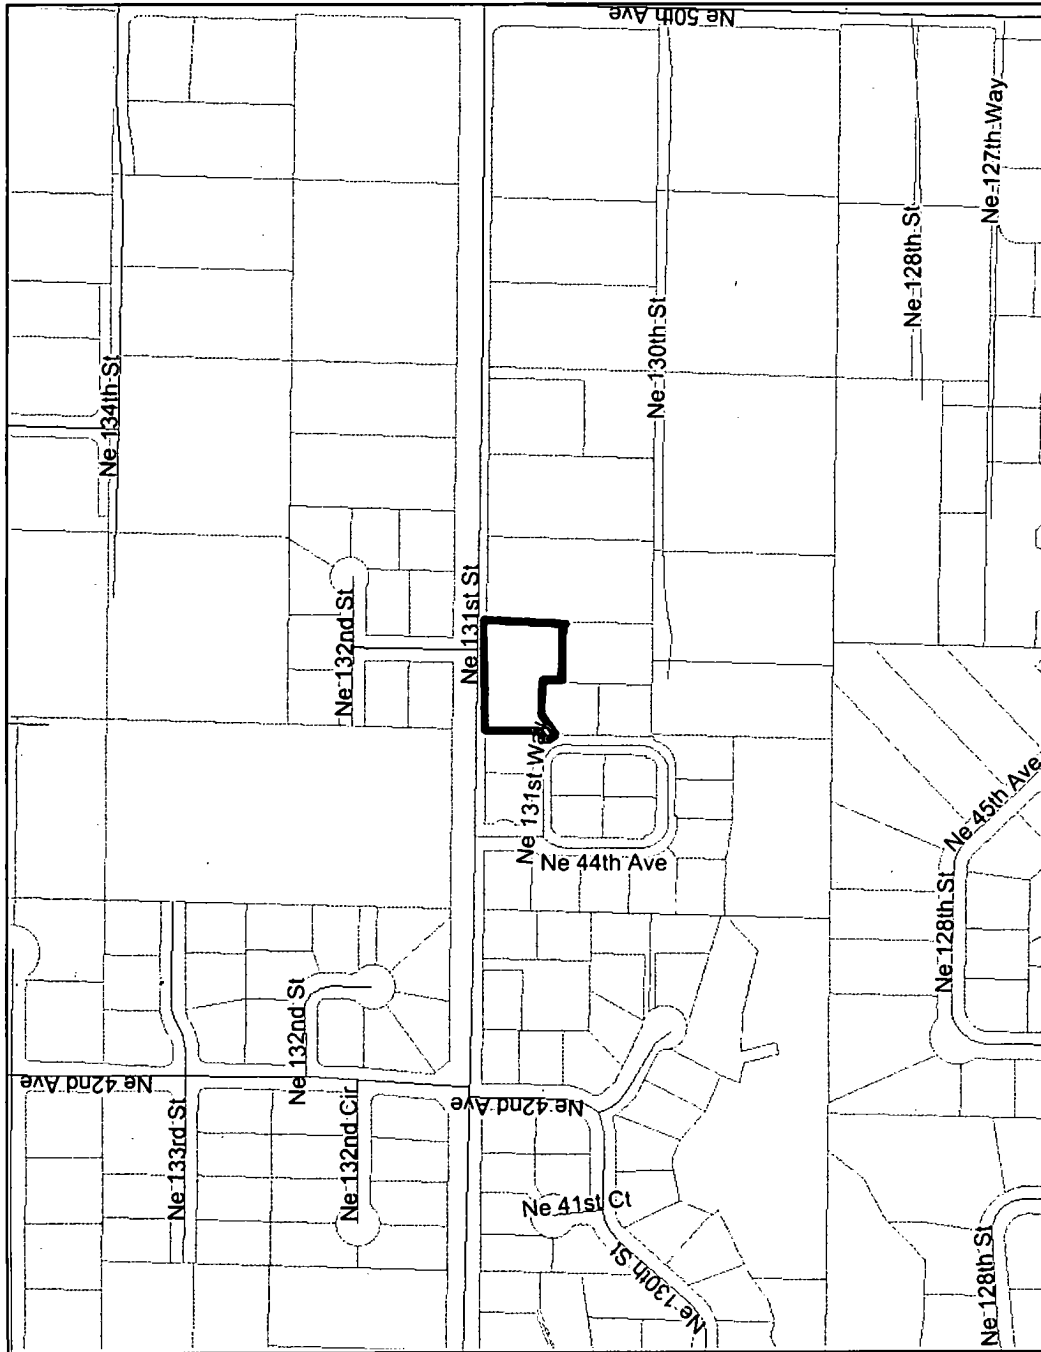 Ne 50th Ave
Ne 134th St
Ne 127th Way
Ne 128th St
Ne 130th St
Ne 131st St
Ne 132nd St
Ne 131st Way
Ne 44th Ave
Ne 45th Ave
Ne 128th St
Ne 132nd St
Ne 42nd Ave
Ne 42nd Ave
Ne 42nd Ave
Ne 133rd St
Ne 132nd Cir
Ne 41st Ct
Ne 130th St
Ne 128th St